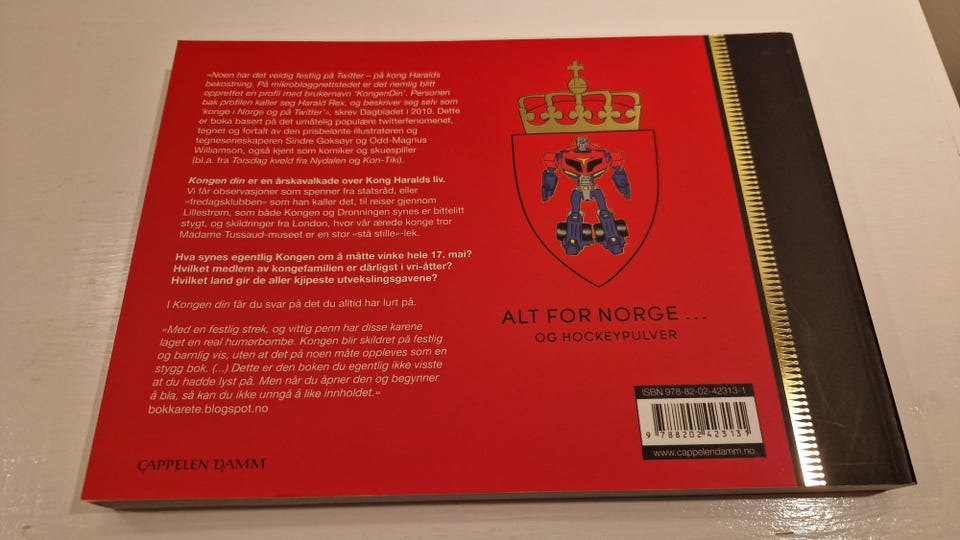 «Noen har det veldig festlig på Twitter – på kong Haralds
bekostning. På mikrobloggnettstedet er det nemlig blitt
opprettet en profil med brukernavn 'KongenDin'. Personen
bak profilen kaller seg Harald Rex, og beskriver seg selv som
'konge i Norge og på Twitter'», skrev Dagbladet i 2010. Dette
er boka basert på det umåtelig populære twitterfenomenet,
tegnet og fortalt av den prisbelønte illustratøren og
tegneserieskaperen Sindre Goksøyr og Odd-Magnus
Williamson, også kjent som komiker og skuespiller
(bl.a. fra Torsdag kveld fra Nydalen og Kon-Tiki).
Kongen din er en årskavalkade over Kong Haralds liv.
Vi får observasjoner som spenner fra statsråd, eller
«fredagsklubben» som han kaller det, til reiser gjennom
Lillestrøm, som både Kongen og Dronningen synes er bittelitt
stygt, og skildringer fra London, hvor vår ærede konge tror
Madame Tussaud-museet er en stor «stå stille»-lek.
Hva synes egentlig Kongen om å måtte vinke hele 17. mai?
Hvilket medlem av kongefamilien er dårligst i vri-åtter?
Hvilket land gir de aller kjipeste utvekslingsgavene?
I Kongen din får du svar på det du alltid har lurt på.
«Med en festlig strek, og vittig penn har disse karene
laget en real humørbombe. Kongen blir skildret på festlig
og barnlig vis, uten at det på noen måte oppleves som en
stygg bok. (...) Dette er den boken du egentlig ikke visste
at du hadde lyst på. Men når du åpner den og begynner
å bla, så kan du ikke unngå å like innholdet.»
bokkarete.blogspot.no
CAPPELEN DAMM
ALT FOR NORGE ...
OG HOCKEYPULVER
ISBN 978-82-02-42313-1
9 788202 423131
www.cappelendamm.no